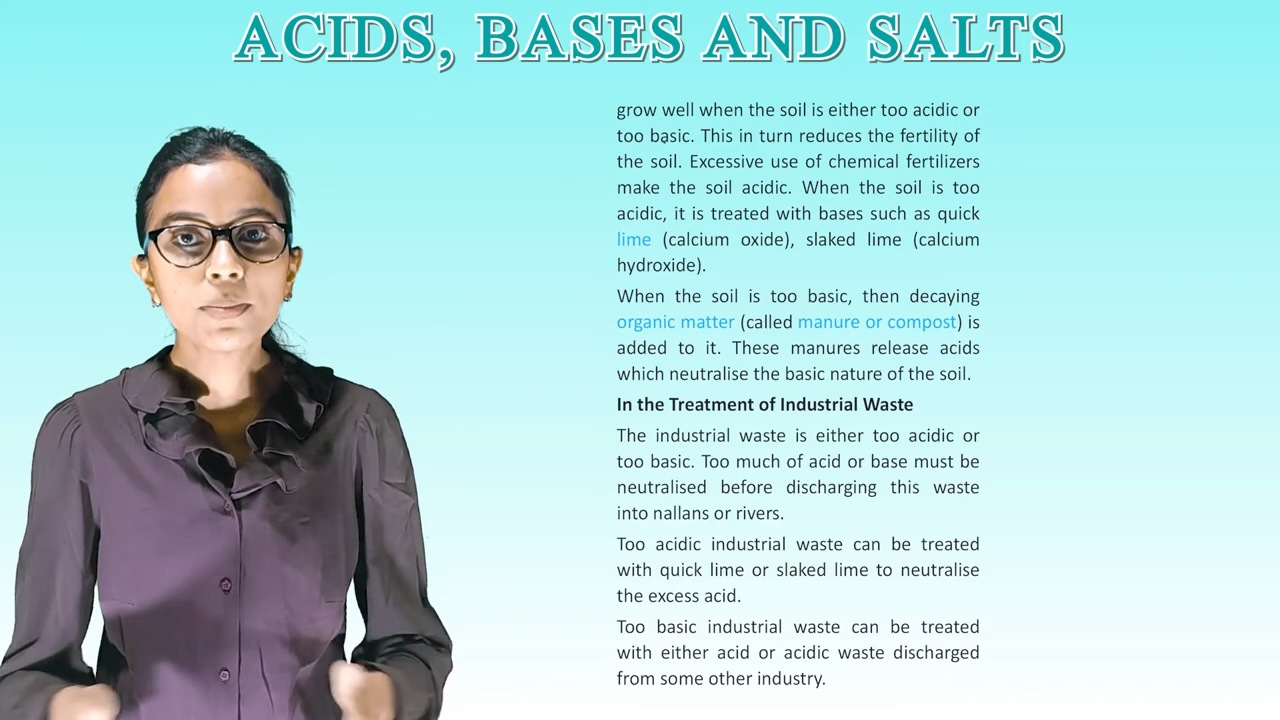 ACIDS, BASES AND SALTS
grow well when the soil is either too acidic or
too basic. This in turn reduces the fertility of
the soil. Excessive use of chemical fertilizers
make the soil acidic. When the soil is too
acidic, it is treated with bases such as quick
lime (calcium oxide), slaked lime (calcium
hydroxide).
When the soil is too basic, then decaying
organic matter (called manure or compost) is
added to it. These manures release acids
which neutralise the basic nature of the soil.
In the Treatment of Industrial Waste
The industrial waste is either too acidic or
too basic. Too much of acid or base must be
neutralised before discharging this waste
into nallans or rivers.
Too acidic industrial waste can be treated
with quick lime or slaked lime to neutralise
the excess acid.
Too basic industrial waste can be treated
with either acid or acidic waste discharged
from some other industry.